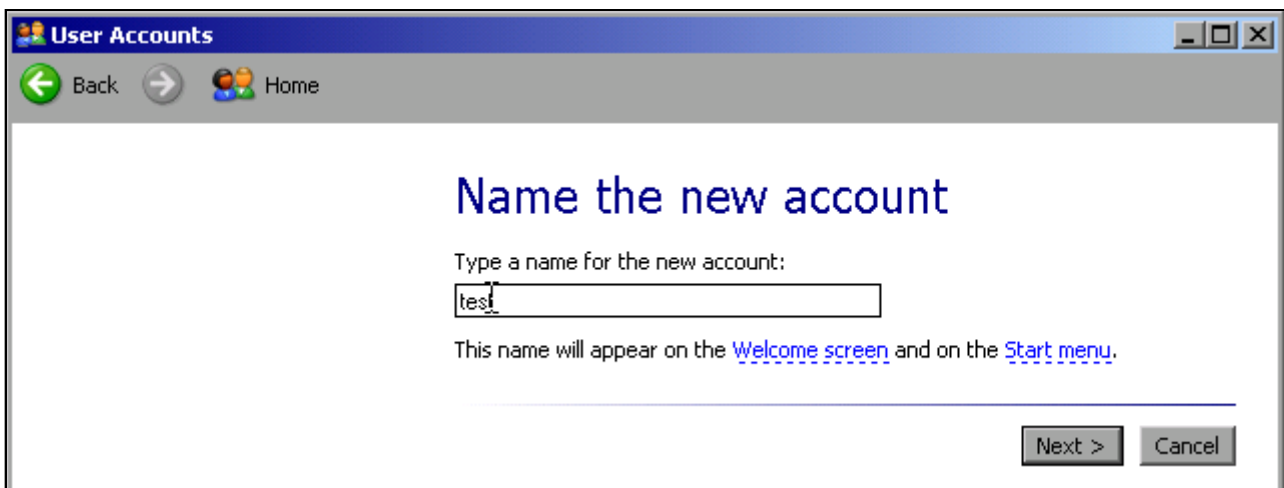 User Accounts
Back Home
Name the new account
Type a name for the new account:
test
This name will appear on the Welcome screen and on the Start menu.
Next > Cancel